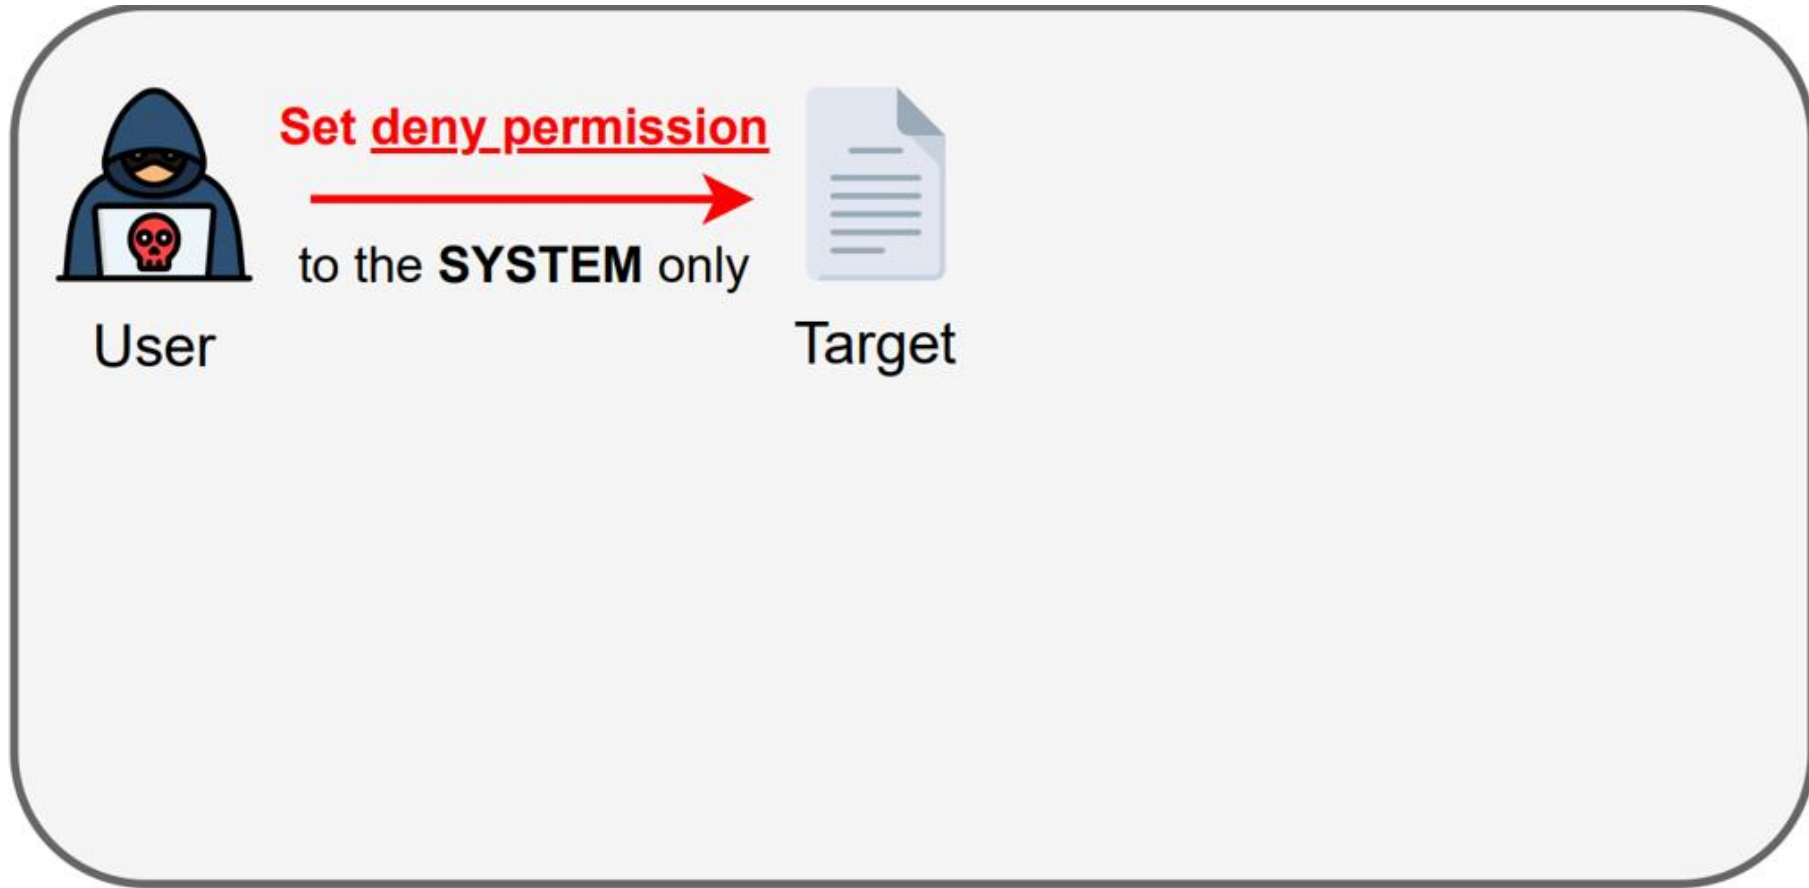 Set deny permission
to the SYSTEM only
User
Target